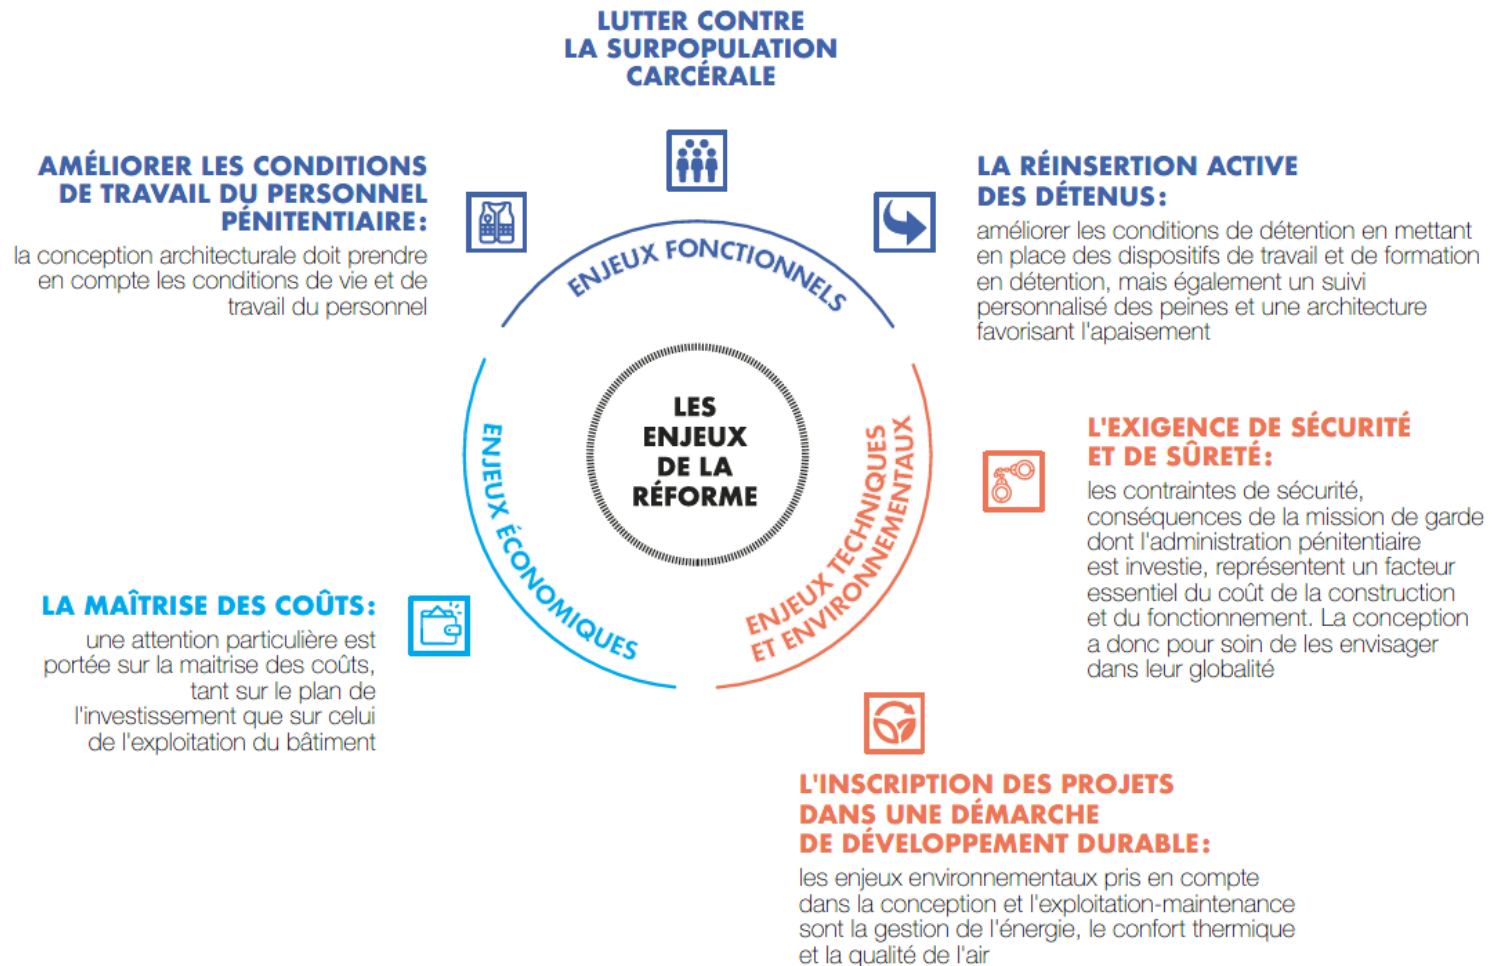 LUTTER CONTRE
LA SURPOPULATION
CARCÉRALE
AMÉLIORER LES CONDITIONS
DE TRAVAIL DU PERSONNEL
PÉNITENTIAIRE:
la conception architecturale doit prendre
en compte les conditions de vie et de
travail du personnel
LA RÉINSERTION ACTIVE
DES DÉTENUS:
améliorer les conditions de détention en mettant
en place des dispositifs de travail et de formation
en détention, mais également un suivi
personnalisé des peines et une architecture
favorisant l'apaisement
ENJEUX FONCTIONNELS
LES
ENJEUX
DE LA
RÉFORME
ENJEUX ÉCONOMIQUES
ENJEUX TECHNIQUES
ET ENVIRONNEMENTAUX
L'EXIGENCE DE SÉCURITÉ
ET DE SÛRETÉ:
les contraintes de sécurité,
conséquences de la mission de garde
dont l'administration pénitentiaire
est investie, représentent un facteur
essentiel du coût de la construction
et du fonctionnement. La conception
a donc pour soin de les envisager
dans leur globalité
LA MAÎTRISE DES COÛTS:
une attention particulière est
portée sur la maitrise des coûts,
tant sur le plan de
l'investissement que sur celui
de l'exploitation du bâtiment
L'INSCRIPTION DES PROJETS
DANS UNE DÉMARCHE
DE DÉVELOPPEMENT DURABLE:
les enjeux environnementaux pris en compte
dans la conception et l'exploitation-maintenance
sont la gestion de l'énergie, le confort thermique
et la qualité de l'air